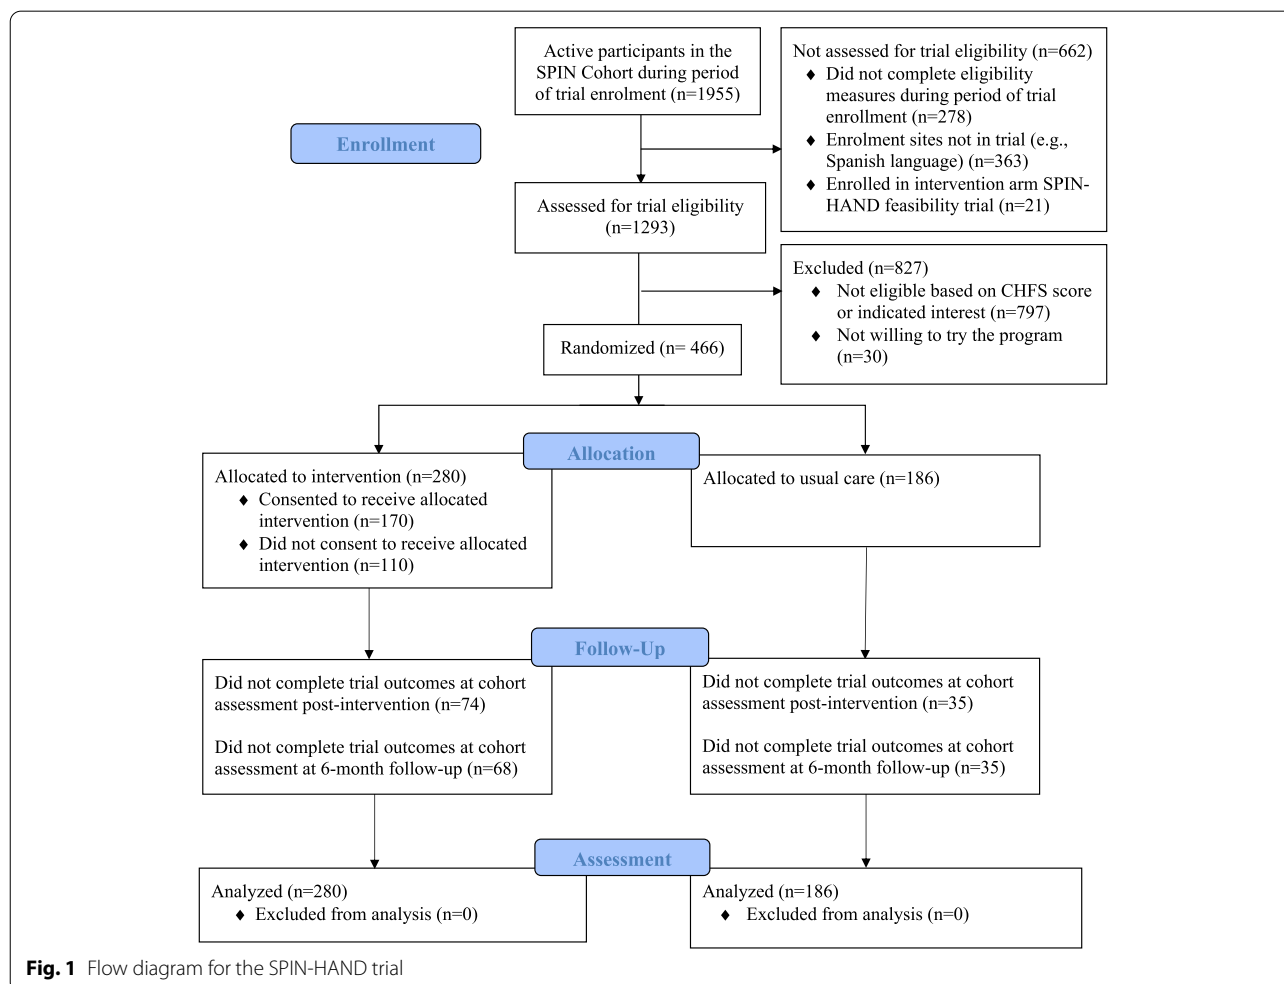 Active participants in the
SPIN Cohort during period
of trial enrolment (n=1955)
Not assessed for trial eligibility (n=662)
♦ Did not complete eligibility
measures during period of trial
enrollment (n=278)
♦ Enrolment sites not in trial (e.g.,
Spanish language) (n=363)
♦ Enrolled in intervention arm SPIN-
HAND feasibility trial (n=21)
Enrollment
Assessed for trial eligibility
(n=1293)
Excluded (n=827)
♦ Not eligible based on CHFS score
or indicated interest (n=797)
♦ Not willing to try the program
(n=30)
Randomized (n= 466)
Allocation
Allocated to intervention (n=280)
♦ Consented to receive allocated
intervention (n=170)
♦ Did not consent to receive allocated
intervention (n=110)
Allocated to usual care (n=186)
Follow-Up
Did not complete trial outcomes at cohort
assessment post-intervention (n=74)
Did not complete trial outcomes at cohort
assessment at 6-month follow-up (n=68)
Did not complete trial outcomes at cohort
assessment post-intervention (n=35)
Did not complete trial outcomes at cohort
assessment at 6-month follow-up (n=35)
Assessment
Analyzed (n=280)
♦ Excluded from analysis (n=0)
Analyzed (n=186)
♦ Excluded from analysis (n=0)
Fig. 1 Flow diagram for the SPIN-HAND trial